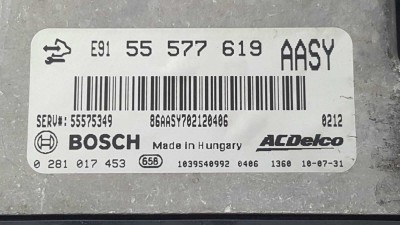 E91 55 577 619 AASY
SERV#: 55575349 86AASY702120406 0212
BOSCH Made in Hungary ACDelco
0 281 017 453 658 1039S40992 0406 1360 10-07-31